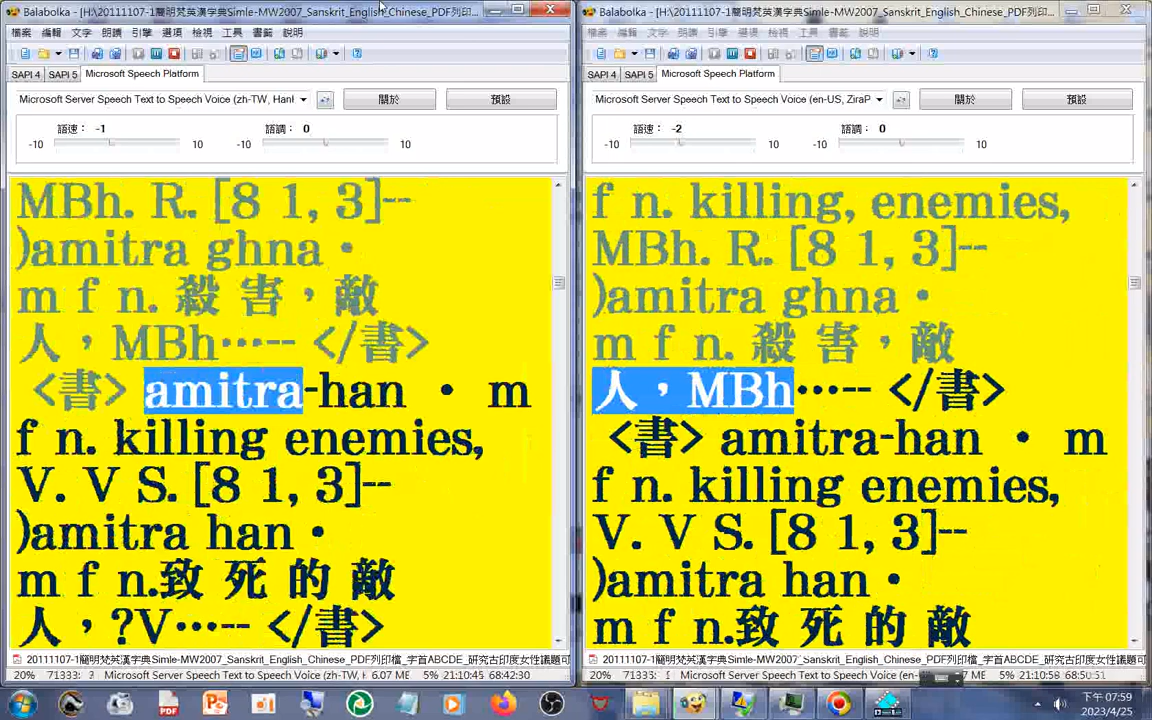 Balabolka - [H:\20111107-1簡明梵英漢字典Simle-MW2007_Sanskrit_English_Chinese_PDF列印...
檔案 編輯 文字 朗讀 引擎 選項 檢視 工具 書籤 說明
SAPI 4 SAPI 5 Microsoft Speech Platform
Microsoft Server Speech Text to Speech Voice (zh-TW, HanH
關於 預設
語速： -1 語調： 0
-10 10 -10 10
MBh. R. [8 1, 3]--
)amitra ghna •
m f n. 殺 害，敵
人，MBh…-- </書>
<書> amitra-han • m
f n. killing enemies,
V. V S. [8 1, 3]--
)amitra han •
m f n.致 死 的 敵
人，?V…-- </書>
20111107-1簡明梵英漢字典Simle-MW2007_Sanskrit_English_Chinese_PDF列印檔_字首ABCDE_研究古印度女性議題可
20% 71333: Microsoft Server Speech Text to Speech Voice (zh-TW, H 6.07 ME 5% 21:10:45 68:42:30
Balabolka - [H:\20111107-1簡明梵英漢字典Simle-MW2007_Sanskrit_English_Chinese_PDF列印...
檔案 編輯 文字 朗讀 引擎 選項 檢視 工具 書籤 說明
SAPI 4 SAPI 5 Microsoft Speech Platform
Microsoft Server Speech Text to Speech Voice (en-US, ZiraP
關於 預設
語速： -2 語調： 0
-10 10 -10 10
f n. killing, enemies,
MBh. R. [8 1, 3]--
)amitra ghna •
m f n. 殺 害，敵
人，MBh…-- </書>
<書> amitra-han • m
f n. killing enemies,
V. V S. [8 1, 3]--
)amitra han •
m f n.致 死 的 敵
20111107-1簡明梵英漢字典Simle-MW2007_Sanskrit_English_Chinese_PDF列印檔_字首ABCDE_研究古印度女性議題可
20% 71333: Microsoft Server Speech Text to Speech Voice 5% 21:10:58 68:50:51
下午 07:59
2023/4/25